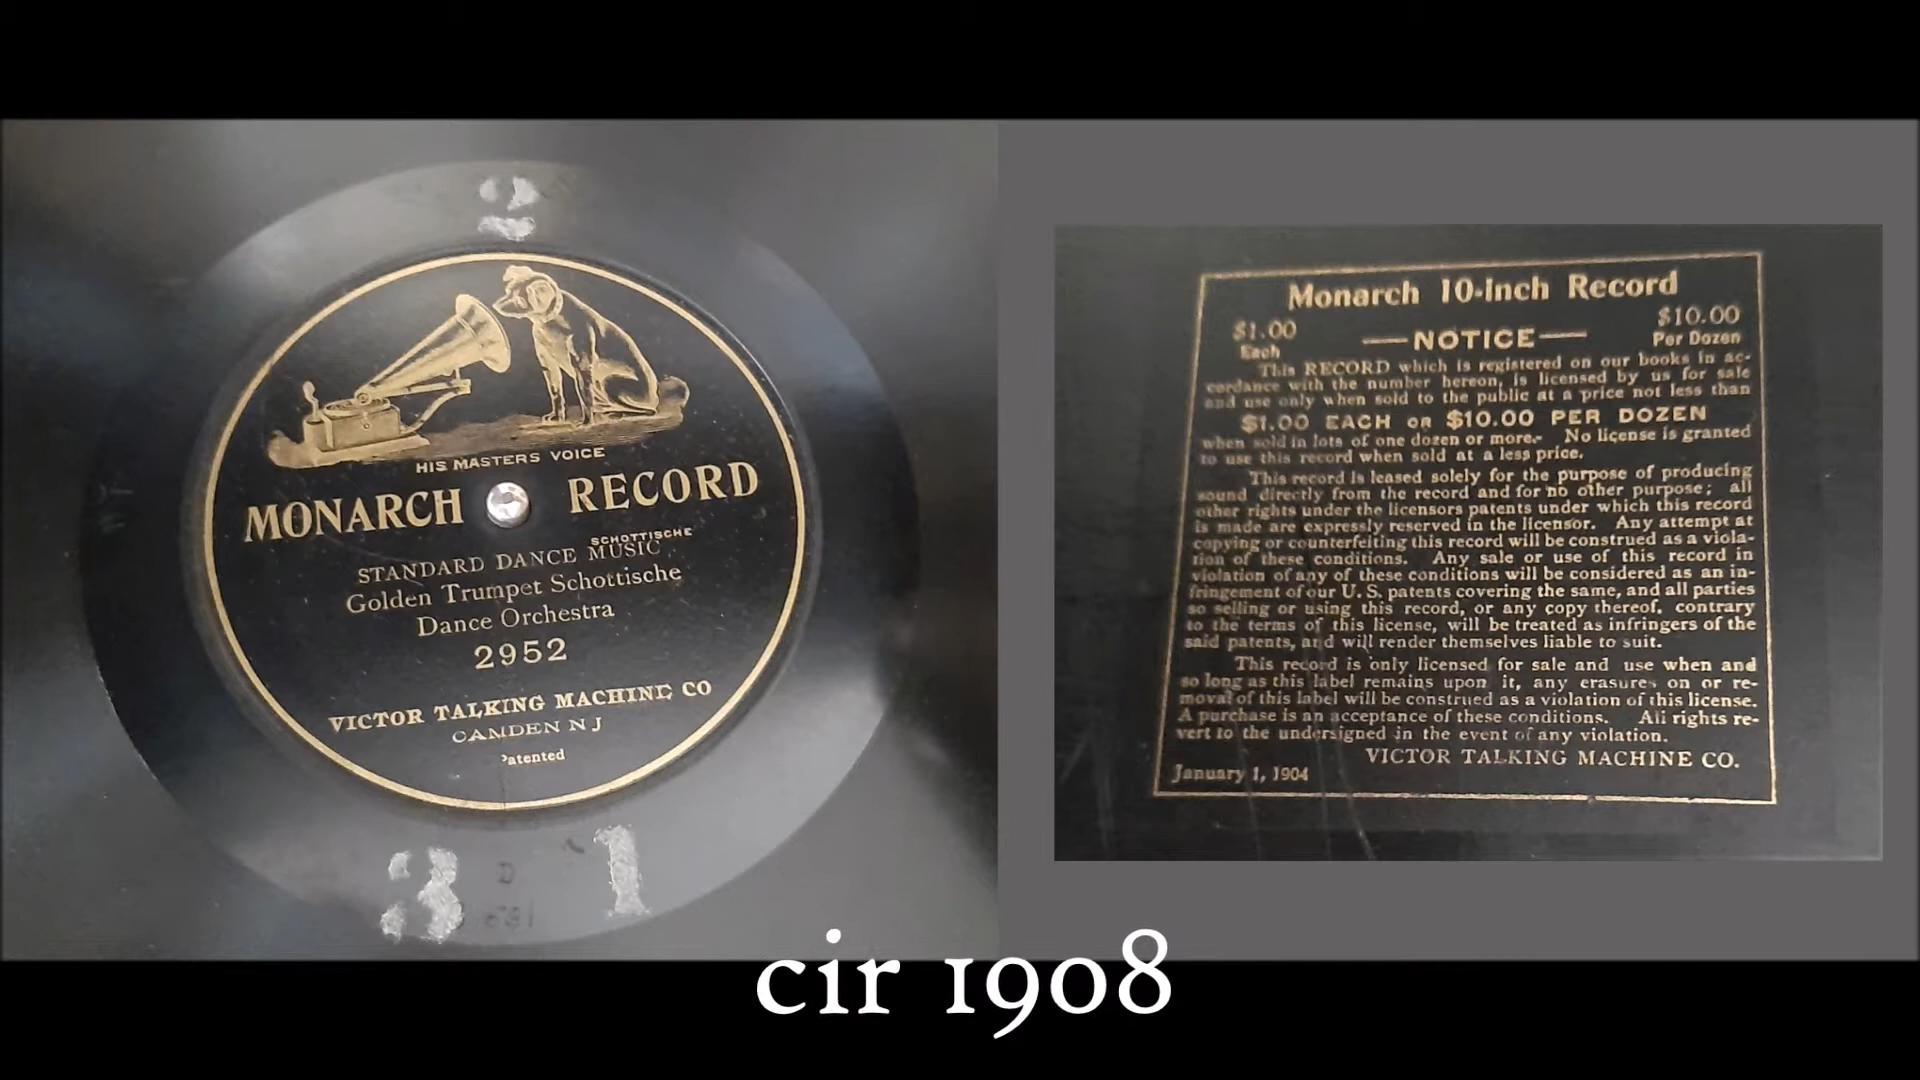 2
HIS MASTERS VOICE
MONARCH RECORD
SCHOTTISCHE
STANDARD DANCE MUSIC
Golden Trumpet Schottische
Dance Orchestra
2952
VICTOR TALKING MACHINE CO
CAMDEN N J
Patented
D
3 1
Monarch 10-Inch Record
$1.00 Each
$10.00 Per Dozen
—NOTICE—
This RECORD which is registered on our books in ac-
cordance with the number hereon, is licensed by us for sale
and use only when sold to the public at a price not less than
$1.00 EACH OR $10.00 PER DOZEN
when sold in lots of one dozen or more. No license is granted
to use this record when sold at a less price.
This record is leased solely for the purpose of producing
sound directly from the record and for no other purpose; all
other rights under the licensors patents under which this record
is made are expressly reserved in the licensor. Any attempt at
copying or counterfeiting this record will be construed as a viola-
tion of these conditions. Any sale or use of this record in
violation of any of these conditions will be considered as an in-
fringement of our U. S. patents covering the same, and all parties
so selling or using this record, or any copy thereof, contrary
to the terms of this license, will be treated as infringers of the
said patents, and will render themselves liable to suit.
This record is only licensed for sale and use when and
so long as this label remains upon it, any erasures on or re-
moval of this label will be construed as a violation of this license.
A purchase is an acceptance of these conditions. All rights re-
vert to the undersigned in the event of any violation.
VICTOR TALKING MACHINE CO.
January 1, 1904
cir 1908